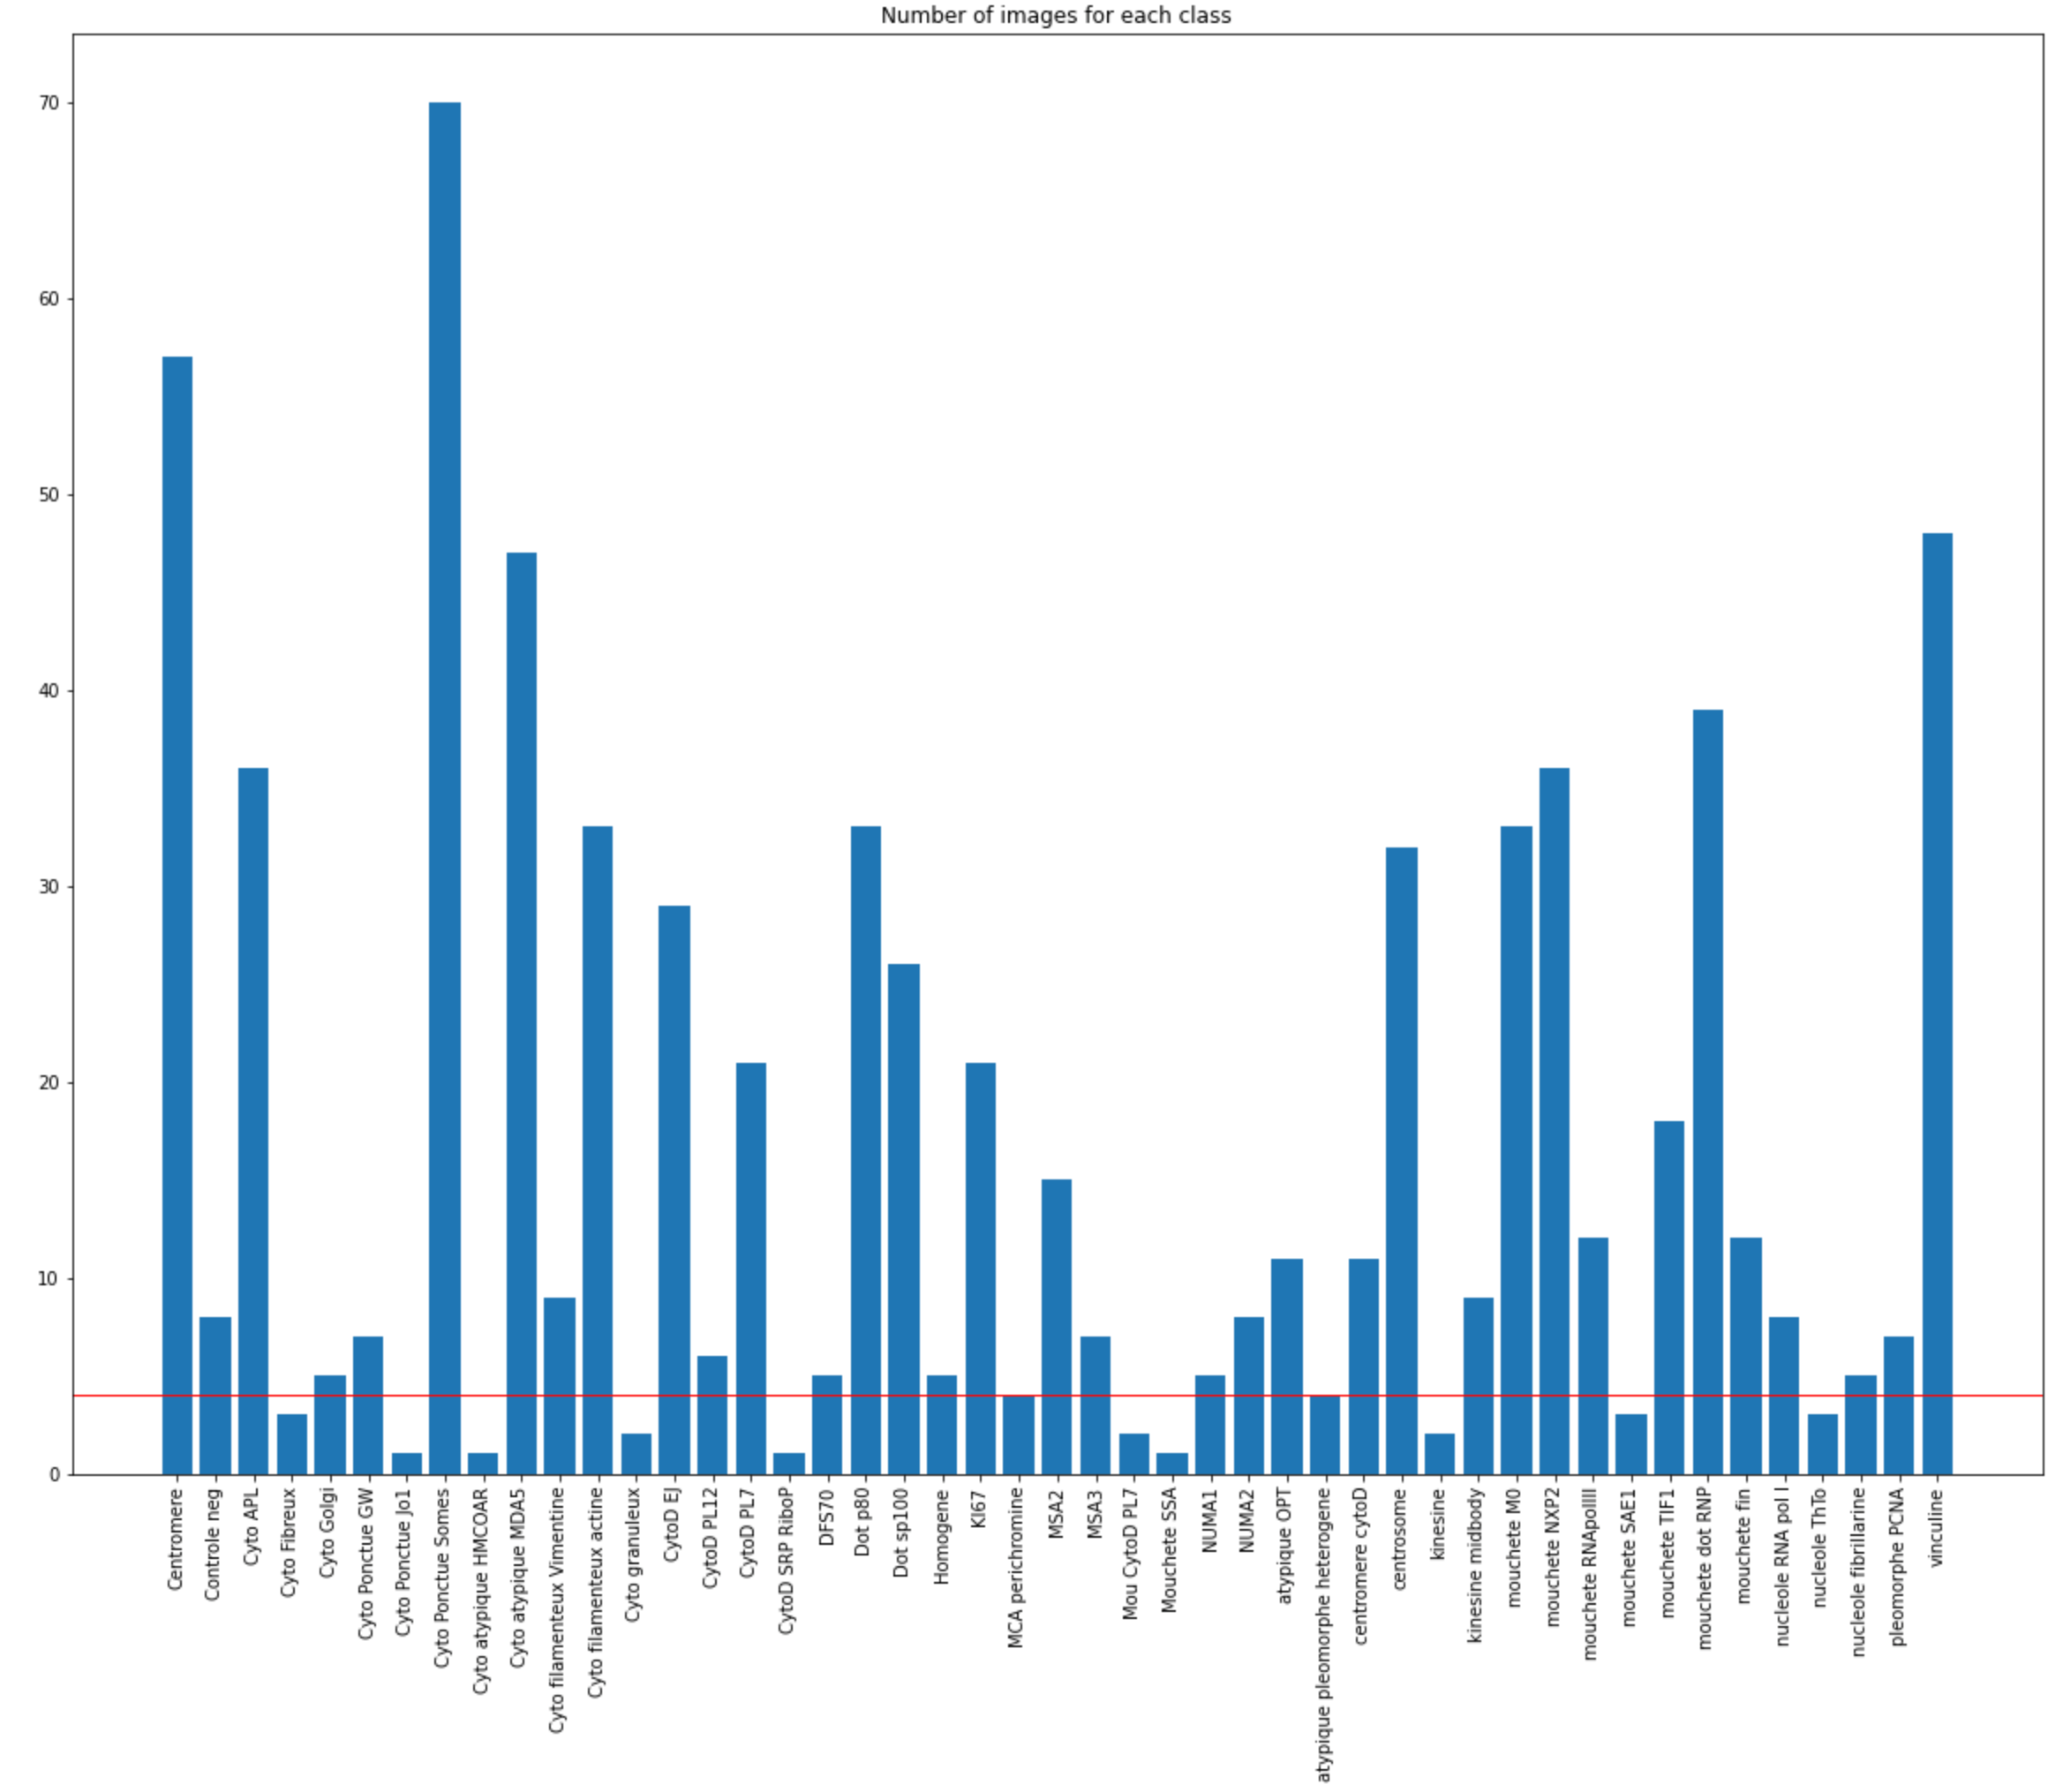 Number of images for each class
70
60
50
40
30
20
10
0
Centromere
Controle neg
Cyto APL
Cyto Fibreux
Cyto Golgi
Cyto Ponctue GW
Cyto Ponctue Jo1
Cyto Ponctue Somes
Cyto atypique HMCOAR
Cyto atypique MDA5
Cyto filamenteux Vimentine
Cyto filamenteux actine
Cyto granuleux
CytoD EJ
CytoD PL12
CytoD PL7
CytoD SRP RiboP
DFS70
Dot p80
Dot sp100
Homogene
KI67
MCA perichromine
MSA2
MSA3
Mou CytoD PL7
Mouchete SSA
NUMA1
NUMA2
atypique OPT
atypique pleomorphe heterogene
centromere cytoD
centrosome
kinesine
kinesine midbody
mouchete M0
mouchete NXP2
mouchete RNApolIII
mouchete SAE1
mouchete TIF1
mouchete dot RNP
mouchete fin
nucleole RNA pol I
nucleole ThTo
nucleole fibrillarine
pleomorphe PCNA
vinculine